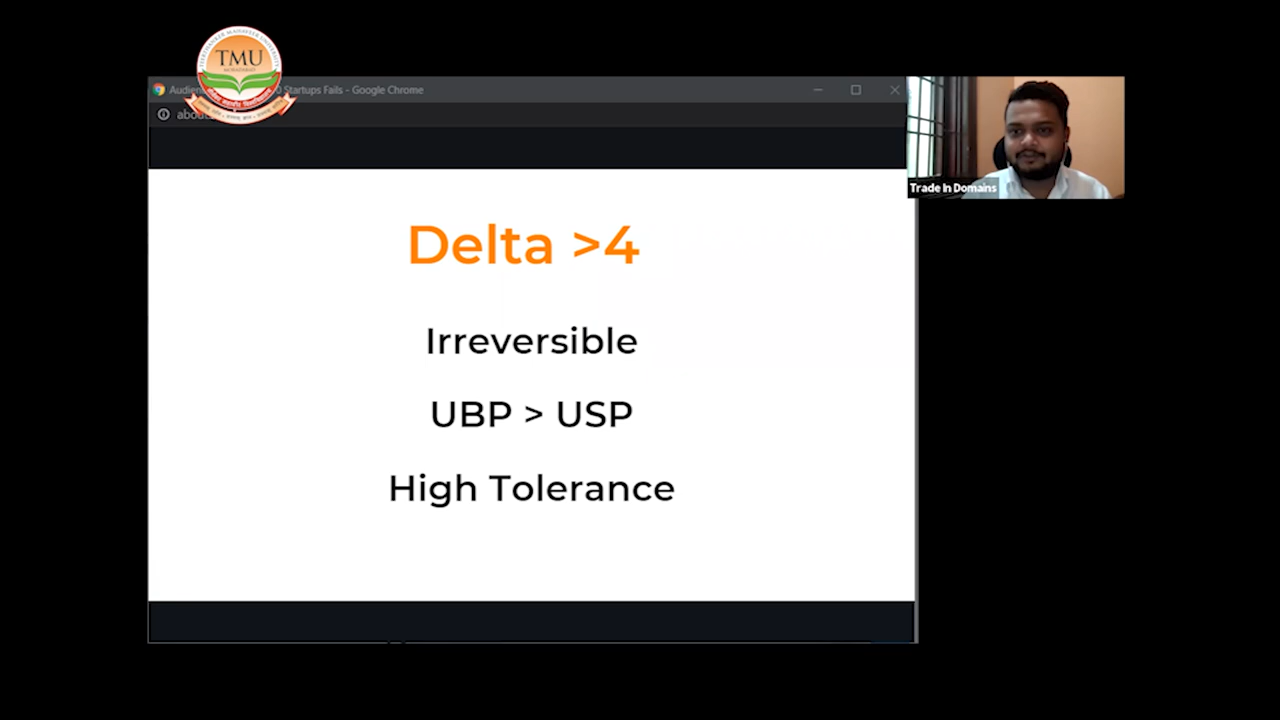 TMU
Startups Fails - Google Chrome
Trade In Domains
Delta >4
Irreversible
UBP > USP
High Tolerance